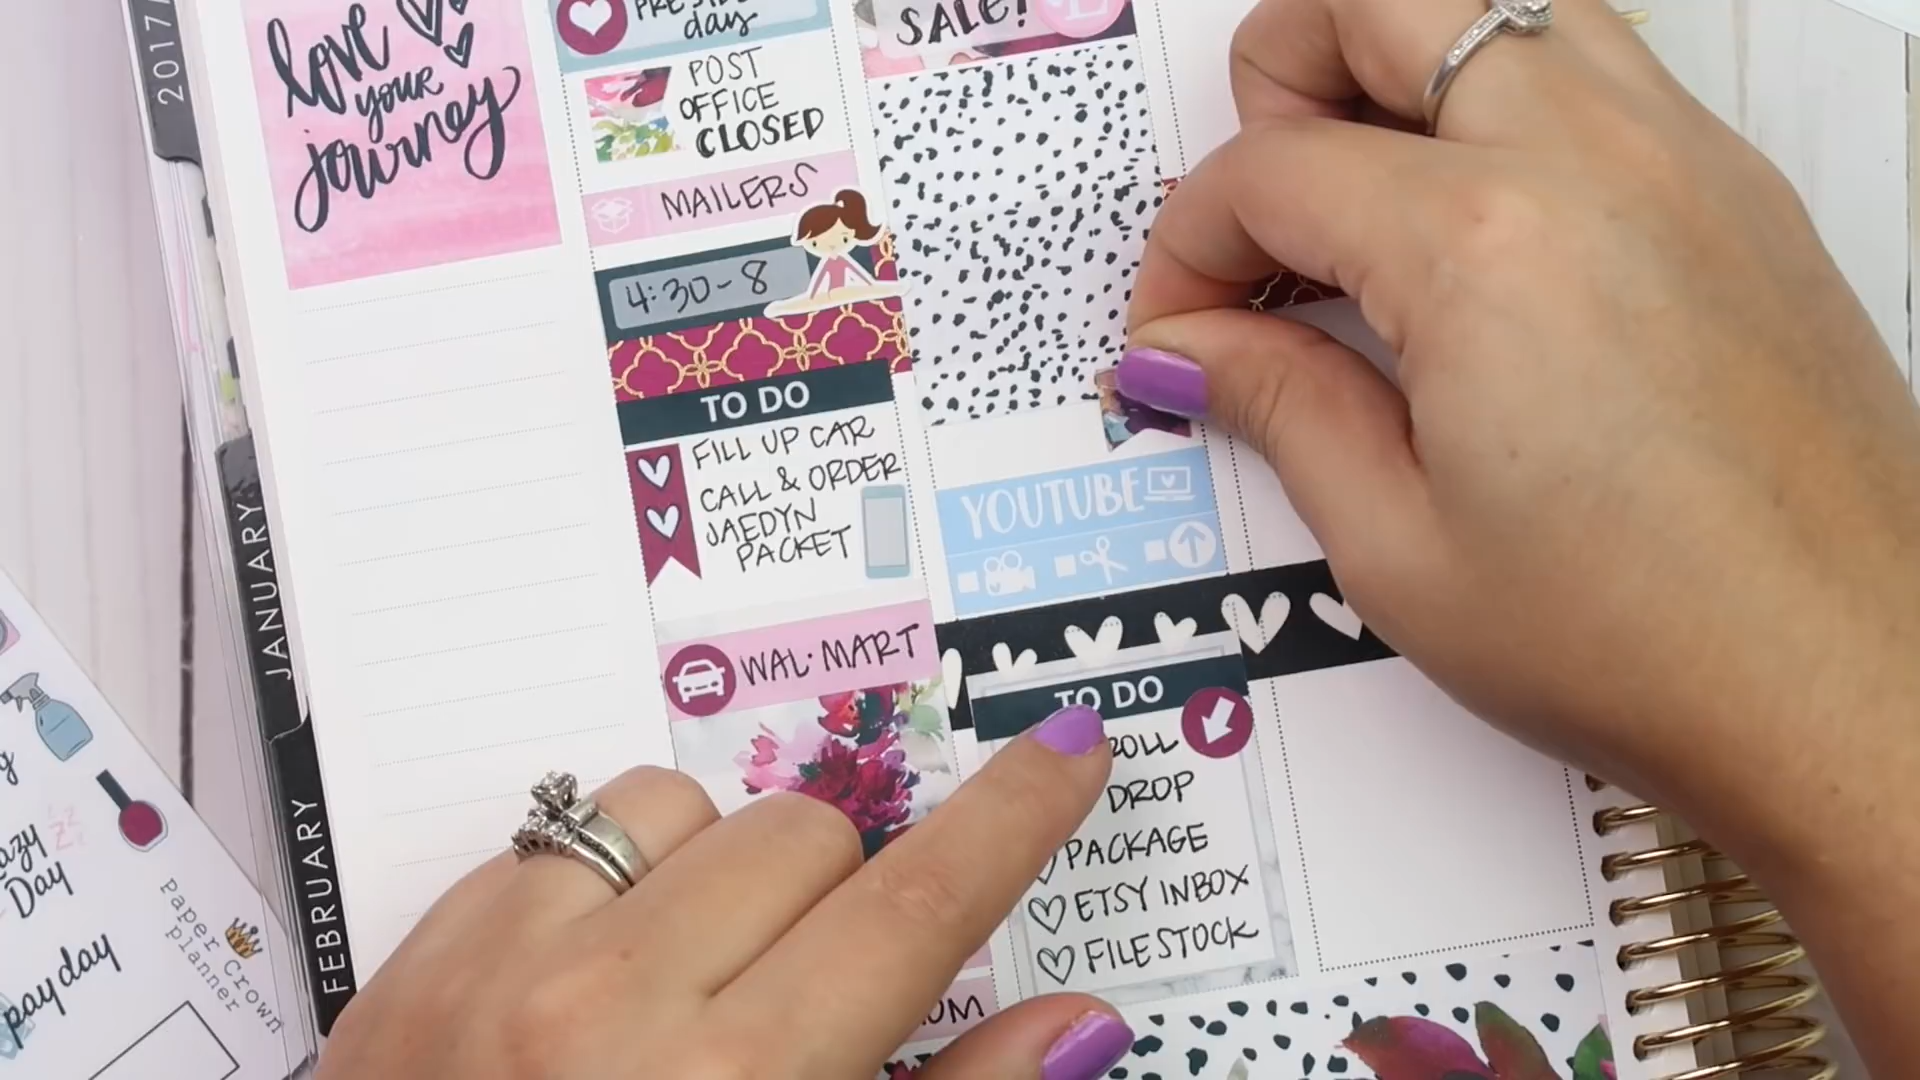 2017
love
your
journey
day
POST
OFFICE
CLOSED
MAILERS
4:30-8
TO DO
FILL UP CAR
CALL & ORDER
JAEDYN
PACKET
WAL·MART
SALE!
YOUTUBE
TO DO
DROP
PACKAGE
ETSY INBOX
FILE STOCK
JANUARY
FEBRUARY
Day
pay day
paper crown
planner